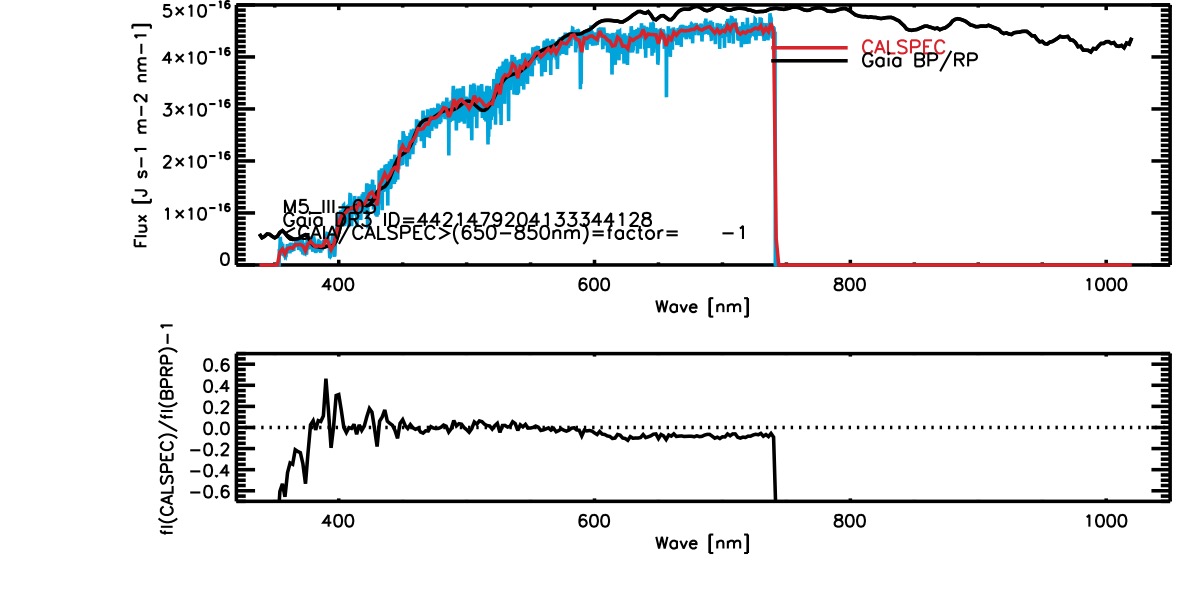 5×10−16
4×10−16
3×10−16
2×10−16
1×10−16
0
Flux [J s−1 m−2 nm−1]
CALSPEC
Gaia BP/RP
M5_III−03
Gaia DR3 ID=4421479204133344128
<GAIA/CALSPEC>(650−850nm)=factor= −1
400 600 800 1000
Wave [nm]
fl(CALSPEC)/fl(BPRP)−1
0.6
0.4
0.2
0.0
−0.2
−0.4
−0.6
400 600 800 1000
Wave [nm]